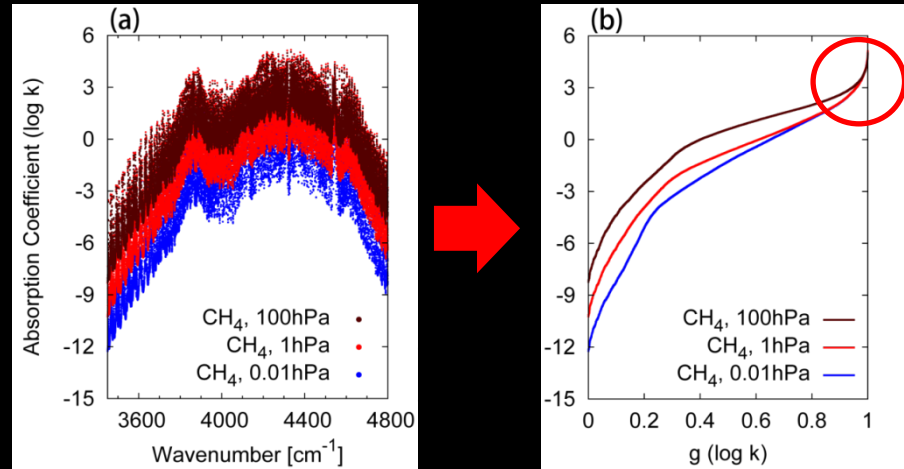 (a)
Absorption Coefficient (log k)
6
3
0
-3
-6
-9
-12
-15
CH₄, 100hPa
CH₄, 1hPa
CH₄, 0.01hPa
3600 4000 4400 4800
Wavenumber [cm⁻¹]
(b)
6
3
0
-3
-6
-9
-12
-15
CH₄, 100hPa
CH₄, 1hPa
CH₄, 0.01hPa
0 0.2 0.4 0.6 0.8 1
g (log k)